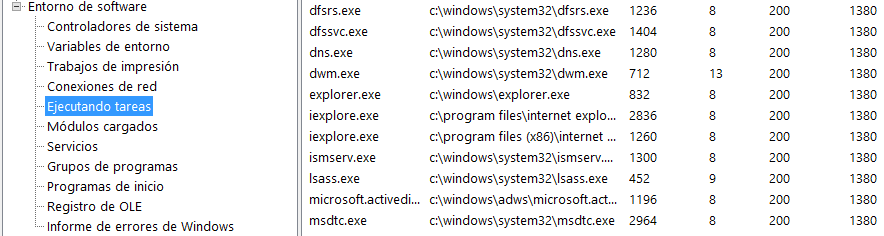 Entorno de software
Controladores de sistema
Variables de entorno
Trabajos de impresión
Conexiones de red
Ejecutando tareas
Módulos cargados
Servicios
Grupos de programas
Programas de inicio
Registro de OLE
Informe de errores de Windows
dfsrs.exe c:\windows\system32\dfsrs.exe 1236 8 200 1380
dfssvc.exe c:\windows\system32\dfssvc.exe 1404 8 200 1380
dns.exe c:\windows\system32\dns.exe 1280 8 200 1380
dwm.exe c:\windows\system32\dwm.exe 712 13 200 1380
explorer.exe c:\windows\explorer.exe 832 8 200 1380
iexplore.exe c:\program files\internet explo... 2836 8 200 1380
iexplore.exe c:\program files (x86)\internet ... 1260 8 200 1380
ismserv.exe c:\windows\system32\ismserv.... 1300 8 200 1380
lsass.exe c:\windows\system32\lsass.exe 452 9 200 1380
microsoft.activedi... c:\windows\adws\microsoft.act... 1196 8 200 1380
msdtc.exe c:\windows\system32\msdtc.exe 2964 8 200 1380